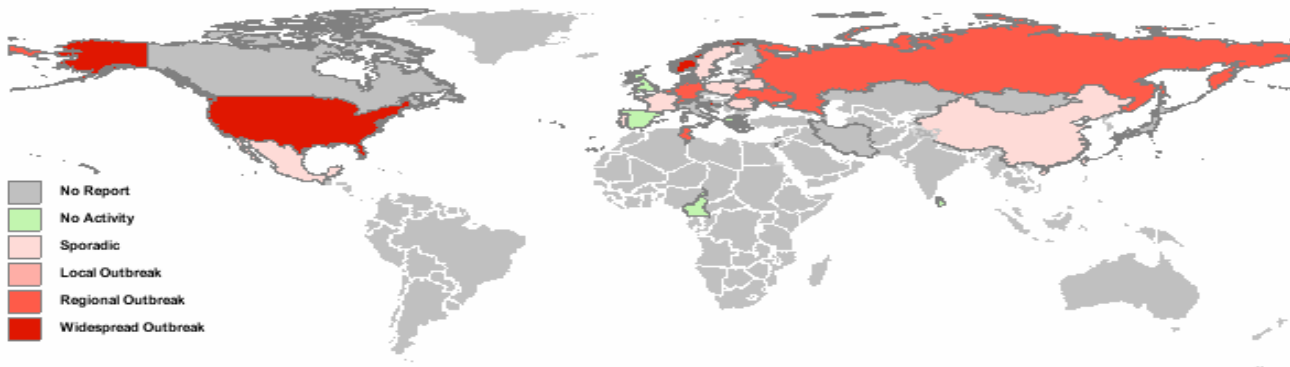 No Report
No Activity
Sporadic
Local Outbreak
Regional Outbreak
Widespread Outbreak